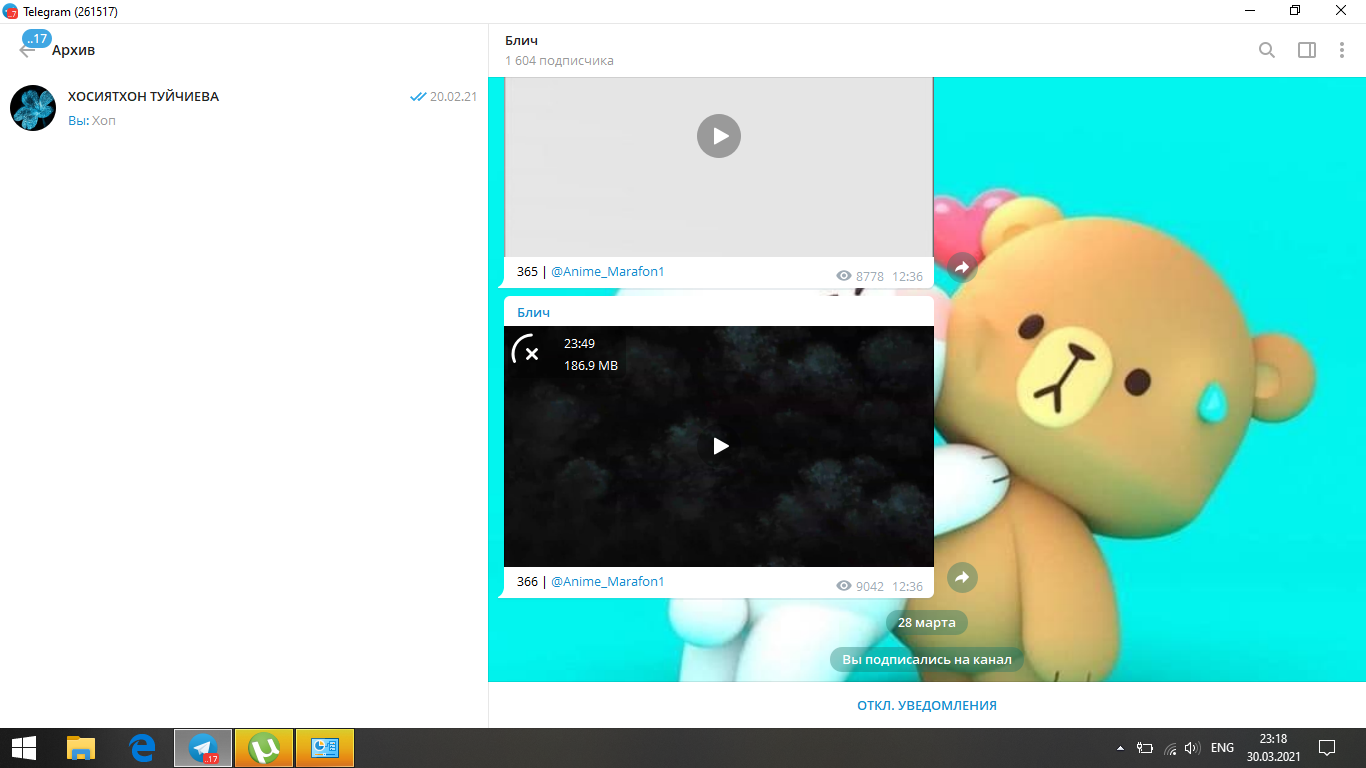 Telegram (261517)
..17
Архив
ХОСИЯТХОН ТУЙЧИЕВА
20.02.21
Вы: Хоп
Блич
1 604 подписчика
365 | @Anime_Marafon1
8778 12:36
Блич
23:49
186.9 MB
366 | @Anime_Marafon1
9042 12:36
28 марта
Вы подписались на канал
ОТКЛ. УВЕДОМЛЕНИЯ
..17
ENG
23:18
30.03.2021